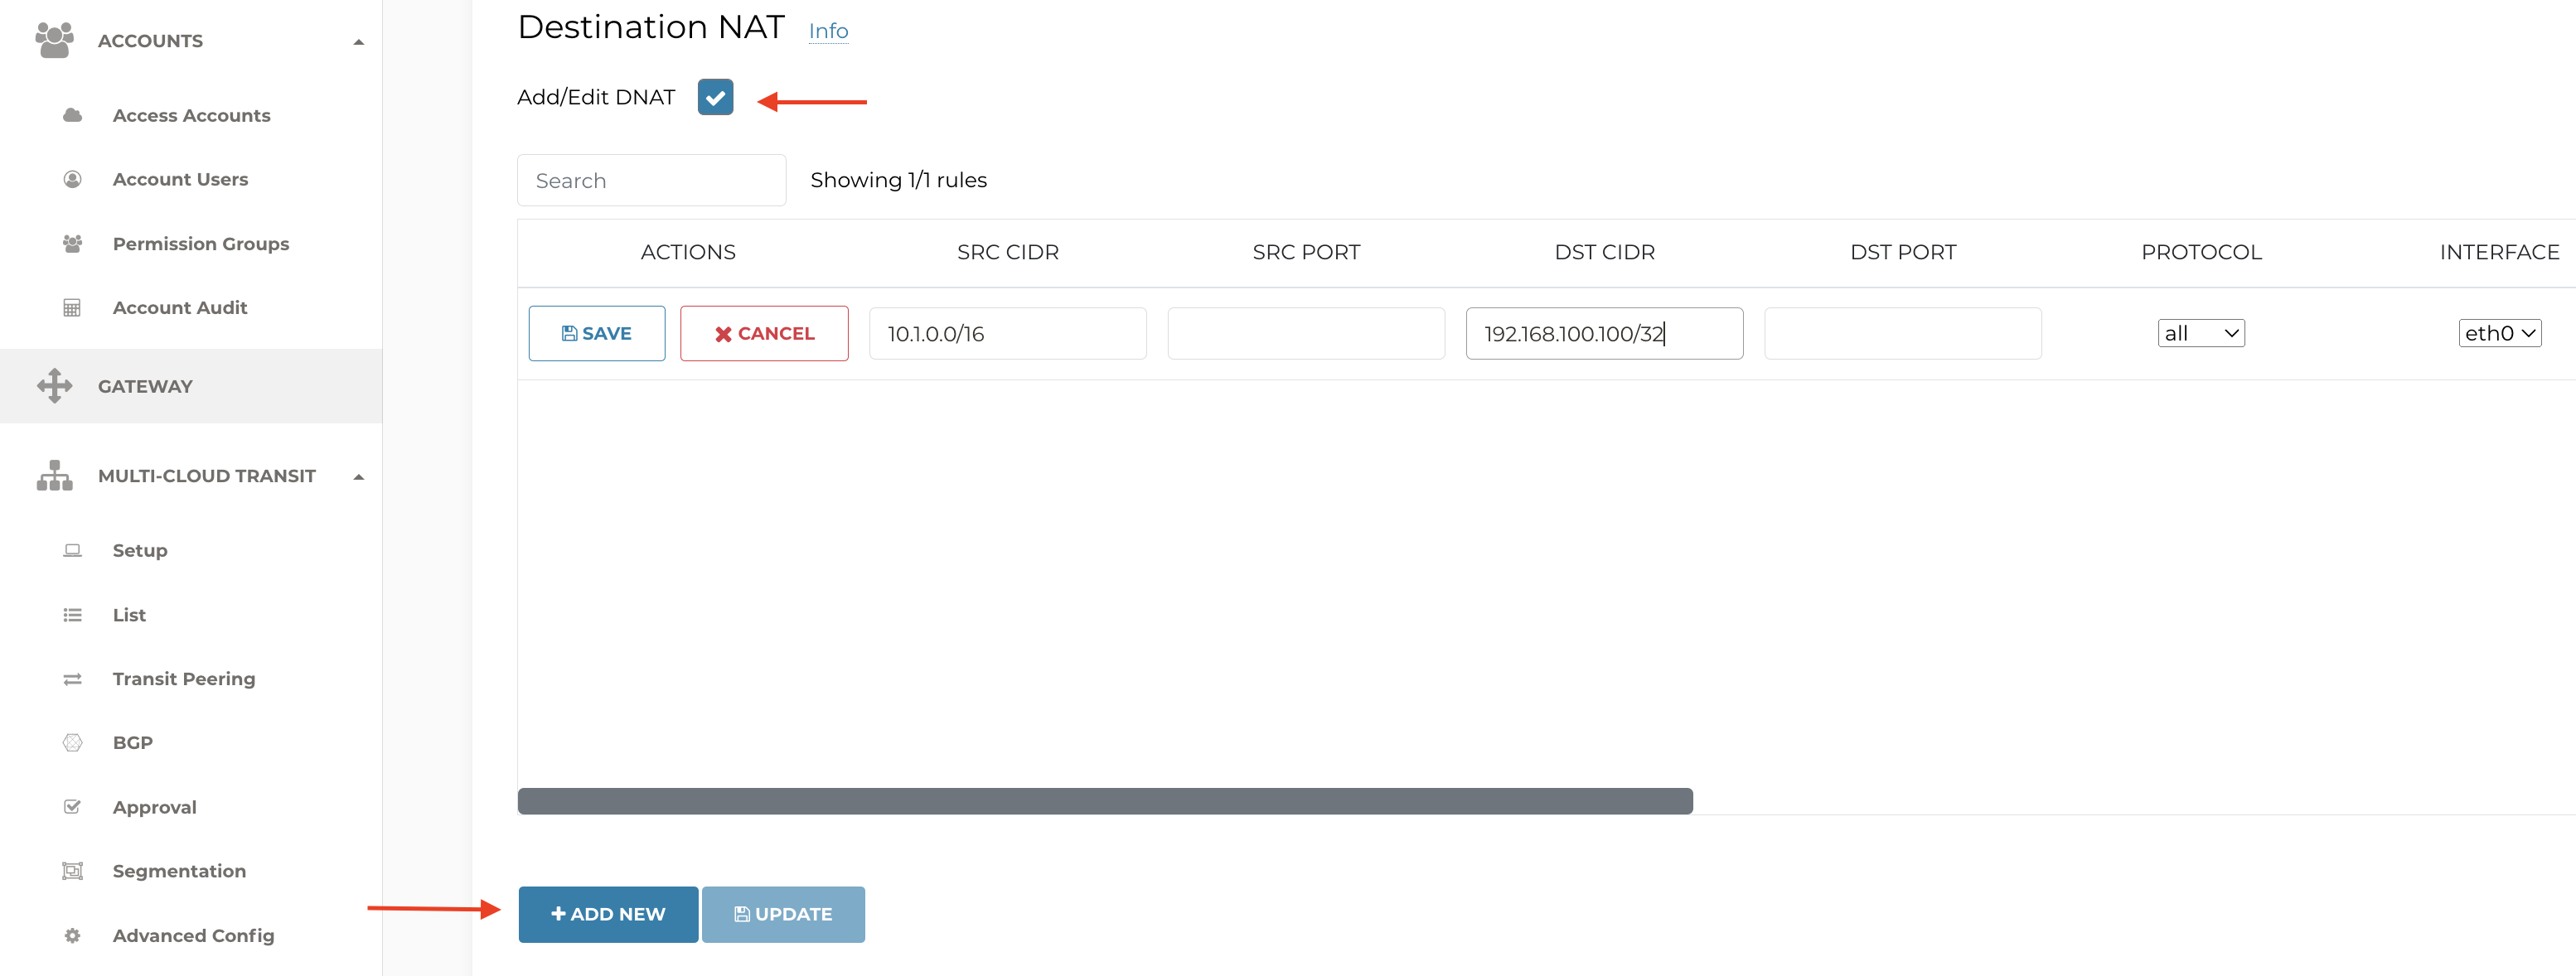 ACCOUNTS
Access Accounts
Account Users
Permission Groups
Account Audit
GATEWAY
MULTI-CLOUD TRANSIT
Setup
List
Transit Peering
BGP
Approval
Segmentation
Advanced Config
Destination NAT Info
Add/Edit DNAT
Search Showing 1/1 rules
ACTIONS SRC CIDR SRC PORT DST CIDR DST PORT PROTOCOL INTERFACE
SAVE CANCEL 10.1.0.0/16 192.168.100.100/32 all eth0
ADD NEW UPDATE